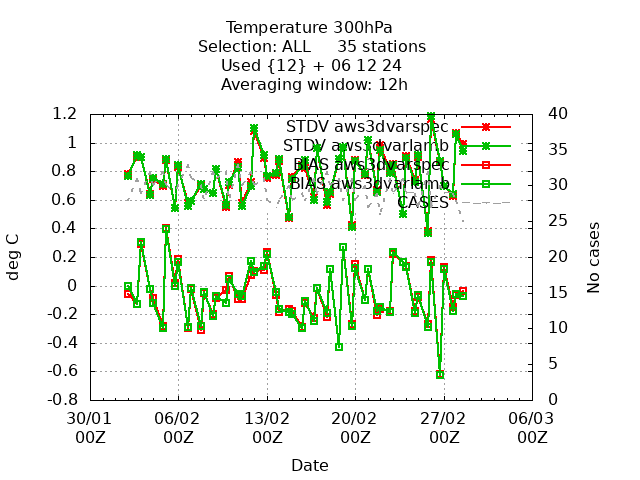 Temperature 300hPa
Selection: ALL 35 stations
Used {12} + 06 12 24
Averaging window: 12h
1.2
1
0.8
0.6
0.4
0.2
0
-0.2
-0.4
-0.6
-0.8
deg C
40
35
30
25
20
15
10
5
0
No cases
STDV aws3dvarspec
STDV aws3dvarlamb
BIAS aws3dvarspec
BIAS aws3dvarlamb
CASES
30/01 06/02 13/02 20/02 27/02 06/03
00Z 00Z 00Z 00Z 00Z 00Z
Date